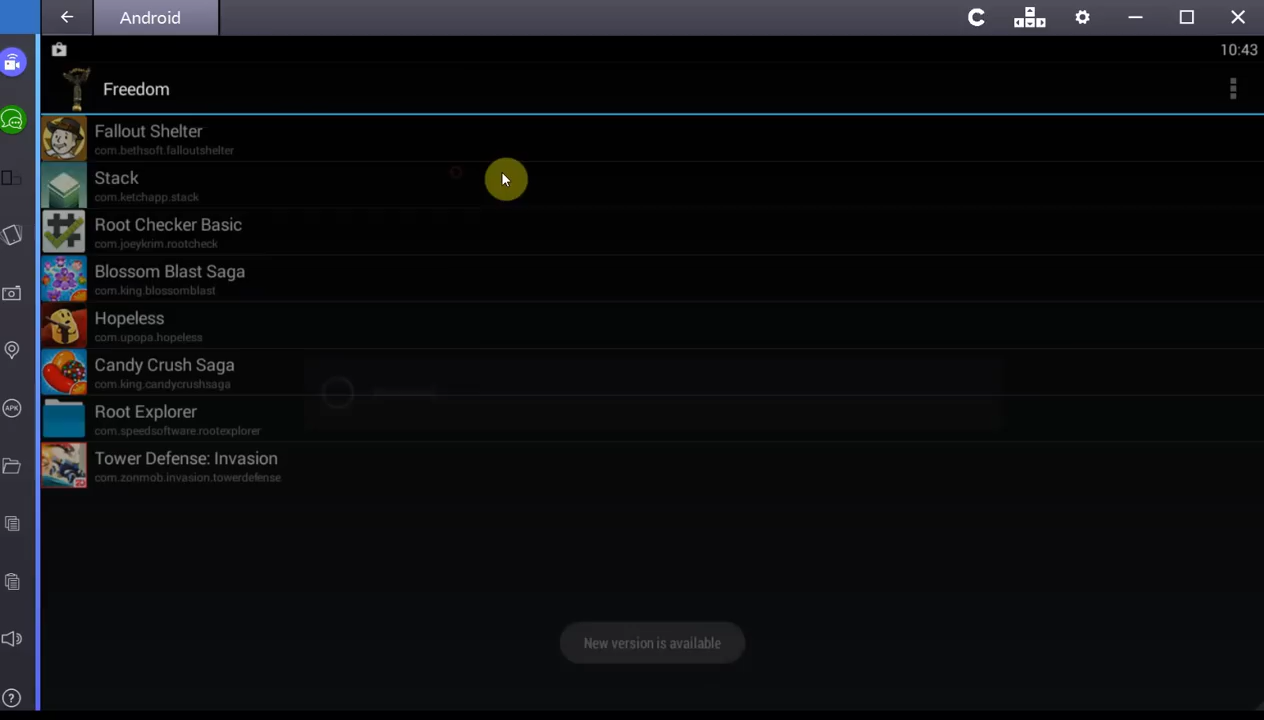 Android
10:43
Freedom
Fallout Shelter
com.bethsoft.falloutshelter
Stack
com.ketchapp.stack
Root Checker Basic
com.joeykrim.rootcheck
Blossom Blast Saga
com.king.blossomblast
Hopeless
com.upopa.hopeless
Candy Crush Saga
com.king.candycrushsaga
Root Explorer
com.speedsoftware.rootexplorer
Tower Defense: Invasion
com.zonmob.invasion.towerdefense
New version is available
APK